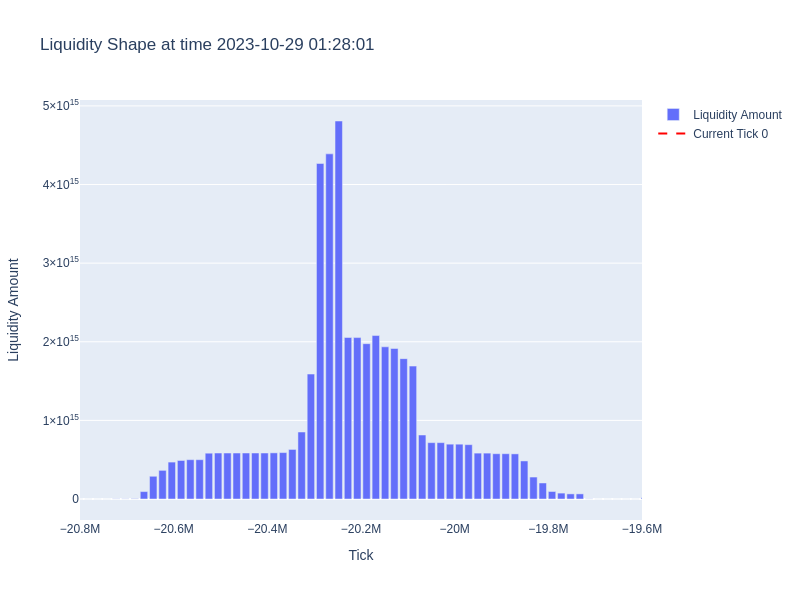 Liquidity Shape at time 2023-10-29 01:28:01
Liquidity Amount
Current Tick 0
5×10¹⁵
4×10¹⁵
3×10¹⁵
2×10¹⁵
1×10¹⁵
0
Liquidity Amount
−20.8M −20.6M −20.4M −20.2M −20M −19.8M −19.6M
Tick